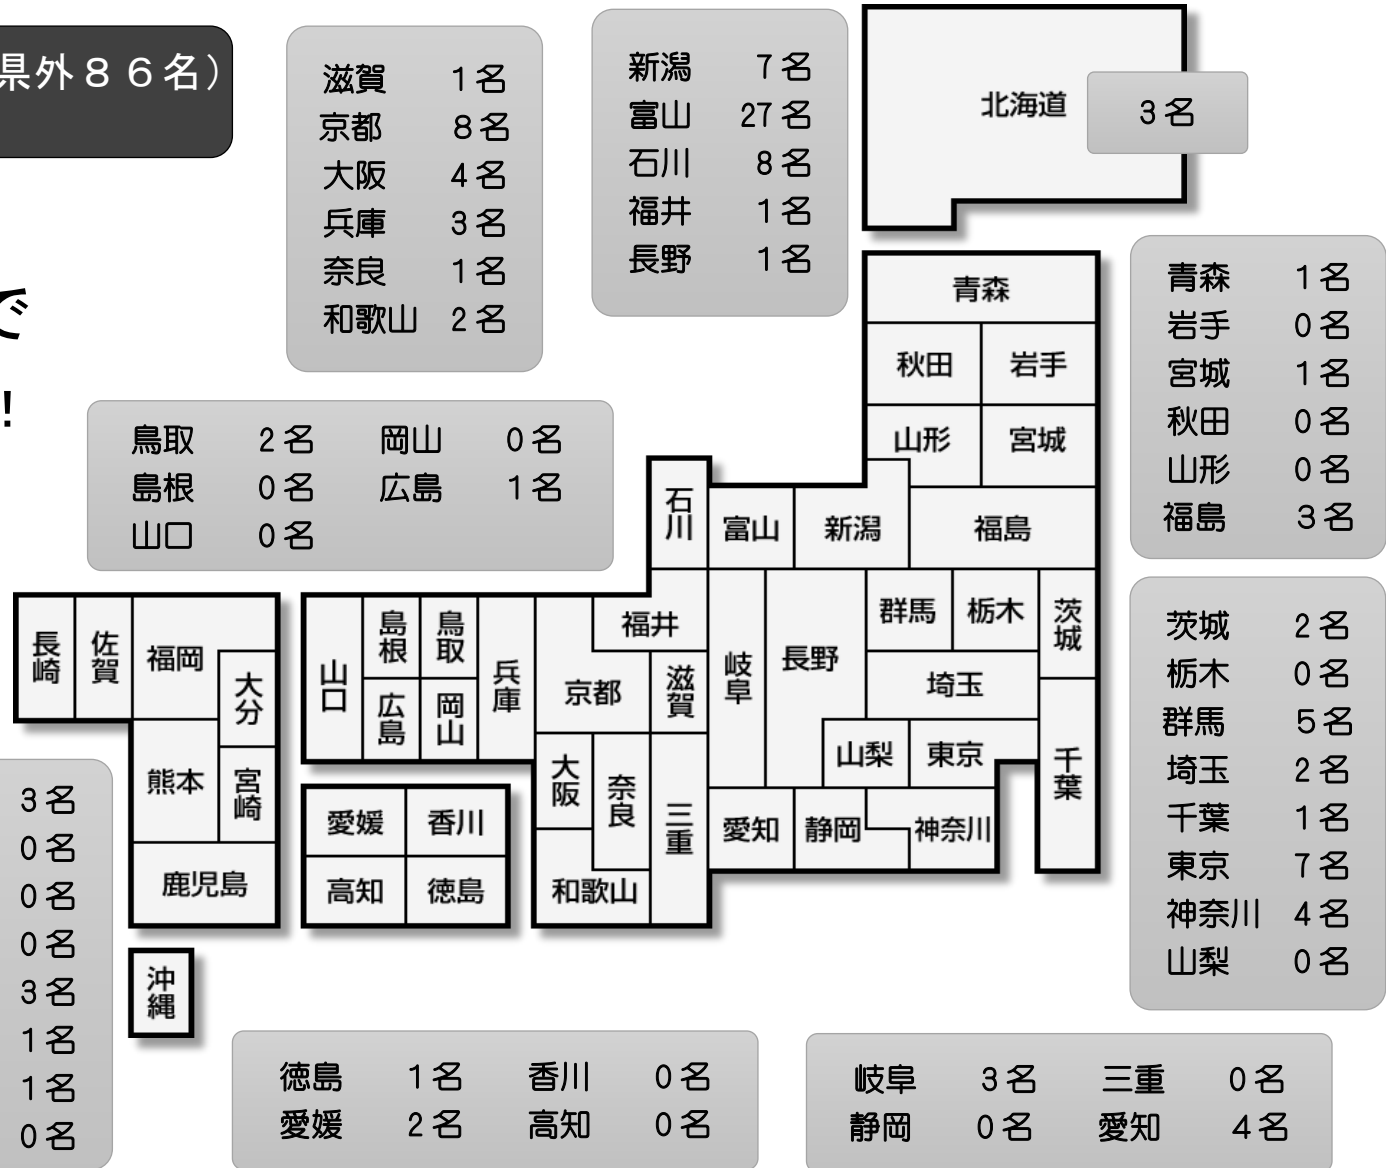 県外８６名）
で
！
滋賀 1名
京都 8名
大阪 4名
兵庫 3名
奈良 1名
和歌山 2名
新潟 7名
富山 27名
石川 8名
福井 1名
長野 1名
北海道 3名
青森 1名
岩手 0名
宮城 1名
秋田 0名
山形 0名
福島 3名
鳥取 2名 岡山 0名
島根 0名 広島 1名
山口 0名
茨城 2名
栃木 0名
群馬 5名
埼玉 2名
千葉 1名
東京 7名
神奈川 4名
山梨 0名
青森
秋田 岩手
山形 宮城
石川 富山 新潟 福島
福井 岐阜 長野 群馬 栃木 茨城
埼玉
山梨 東京 千葉
愛知 静岡 神奈川
長崎 佐賀 福岡 大分
熊本 宮崎
鹿児島
沖縄
山口 島根 鳥取 兵庫 京都 滋賀
広島 岡山
大阪 奈良 三重
和歌山
愛媛 香川
高知 徳島
3名
0名
0名
0名
3名
1名
1名
0名
徳島 1名 香川 0名
愛媛 2名 高知 0名
岐阜 3名 三重 0名
静岡 0名 愛知 4名